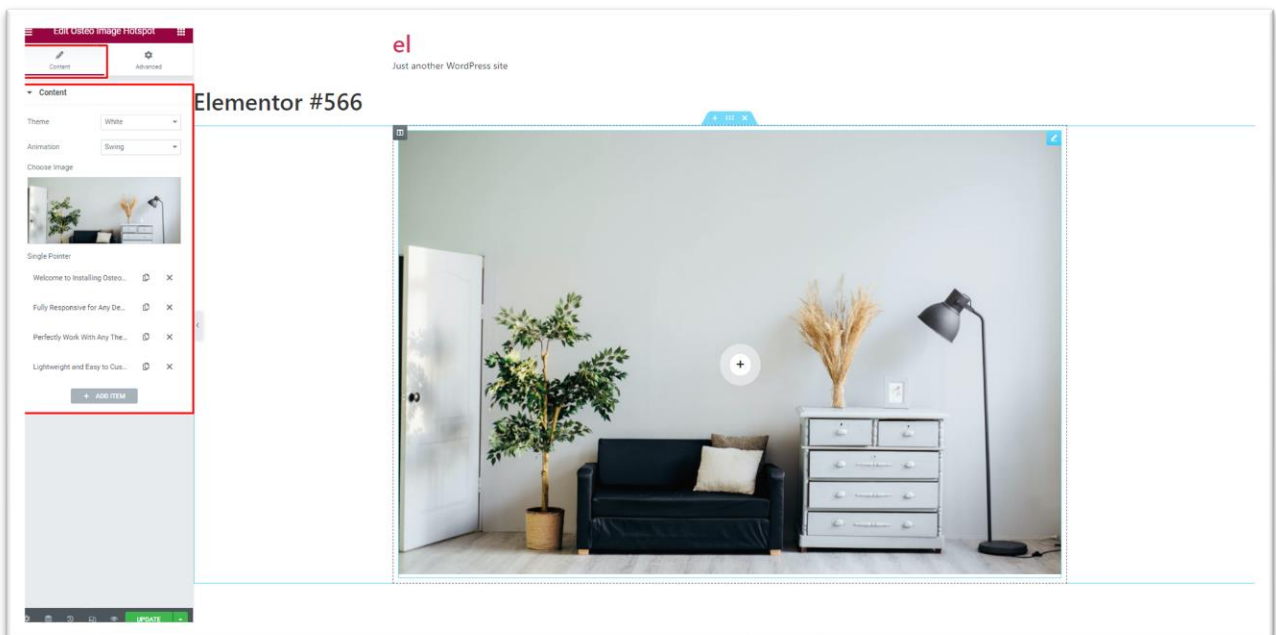 Edit Osteo Image Hotspot
Content
Advanced
Content
Theme
White
Animation
Swing
Choose Image
Single Pointer
Welcome to Installing Osteo...
Fully Responsive for Any De...
Perfectly Work With Any The...
Lightweight and Easy to Cus...
+ ADD ITEM
UPDATE
el
Just another WordPress site
Elementor #566